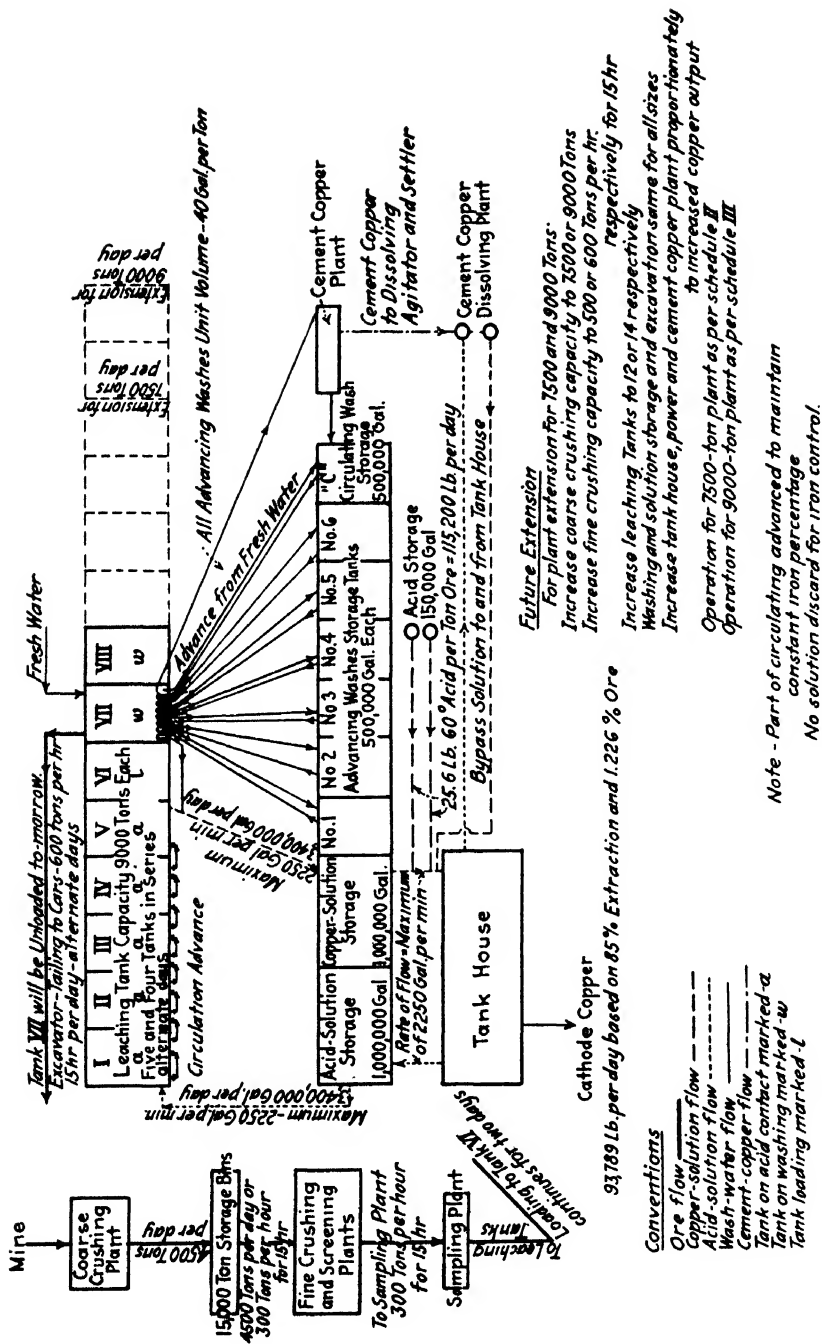 Mine
Coarse
Crushing
Plant
4500 Tons
per day
15,000 Ton Storage Bins
4500 Tons per day or
300 Tons per hour
for 15 hr
Fine Crushing
and Screening
Plants
To Sampling Plant
300 Tons per hour
for 15 hr
Sampling Plant
To Leaching
Tanks
Loading to Tank VI
continues for two days
Tank VII will be Unloaded to-morrow.
Excavator-Tailing to Cars-600 tons per hr
15 hr per day-alternate days
Fresh Water
I II III IV V VI VII VIII
Leaching Tank Capacity 9000 Tons Each
a a a a a l w w
Five and Four Tanks in Series
alternate days
Circulation Advance
Maximum-2250 Gal. per min
3,400,000 Gal. per day
Maximum
2250 Gal per min
3,400,000 Gal per day
Extension for
7500 Tons
per day
Extension for
9000 Tons
per day
All Advancing Washes Unit Volume-40 Gal. per Ton
Advance from Fresh Water
Acid-Solution
Storage
1,000,000 Gal
Copper-Solution
Storage
1,000,000 Gal.
No.1 No 2 No 3 No.4 No.5 No.6
Advancing Washes Storage Tanks
500,000 Gal. Each
"C"
Circulating Wash
Storage
500,000 Gal.
Cement Copper
Plant
Cement Copper
to Dissolving
Agitator and Settler
Cement Copper
Dissolving Plant
Rate of Flow=Maximum
of 2250 Gal. per min
Acid Storage
150,000 Gal
25.6 Lb. 60° Acid per Ton Ore = 115,200 Lb. per day
Bypass Solution to and from Tank House
Tank House
Cathode Copper
93,789 Lb. per day based on 85% Extraction and 1.226 % Ore
Conventions
Ore flow
Copper-solution flow
Acid-solution flow
Wash-water flow
Cement-copper flow
Tank on acid contact marked-a
Tank on washing marked-w
Tank loading marked-l
Future Extension
For plant extension for 7500 and 9000 Tons:
Increase coarse crushing capacity to 7500 or 9000 Tons
Increase fine crushing capacity to 500 or 600 Tons per hr.
respectively for 15 hr
Increase leaching Tanks to 12 or 14 respectively
Washing and solution storage and excavation same for all sizes
Increase tank house, power and cement copper plant proportionately
to increased copper output
Operation for 7500-ton plant as per schedule II
Operation for 9000-ton plant as per schedule III
Note - Part of circulating advanced to maintain
constant iron percentage
No solution discard for iron control.